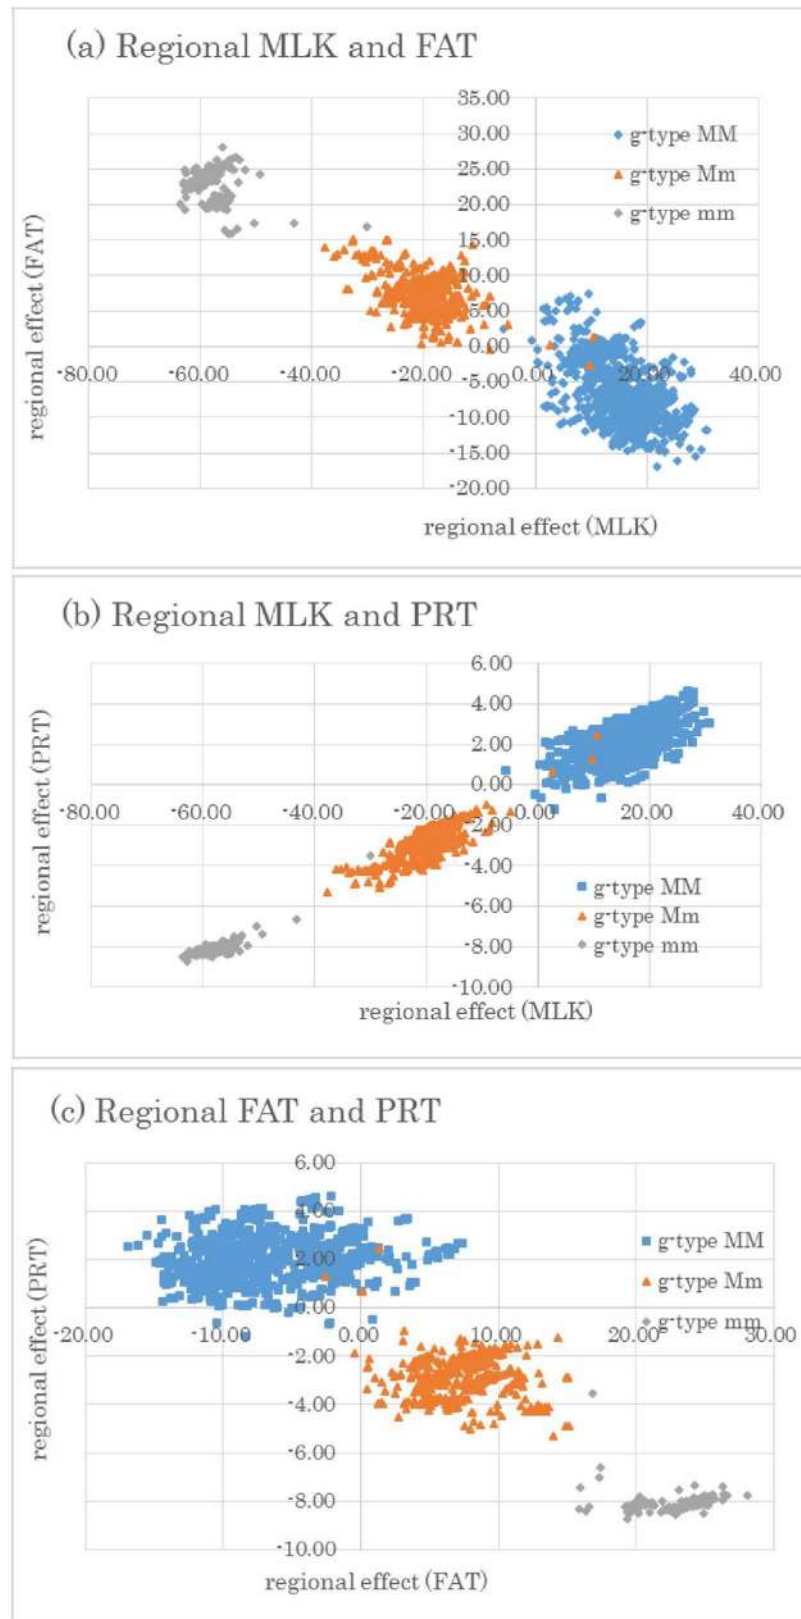 (a) Regional MLK and FAT
35.00
30.00
25.00
20.00
15.00
10.00
5.00
0.00
-5.00
-10.00
-15.00
-20.00
-80.00 -60.00 -40.00 -20.00 0.00 20.00 40.00
g-type MM
g-type Mm
g-type mm
regional effect (FAT)
regional effect (MLK)
(b) Regional MLK and PRT
6.00
4.00
2.00
0.00
-2.00
-4.00
-6.00
-8.00
-10.00
-80.00 -60.00 -40.00 -20.00 0.00 20.00 40.00
g-type MM
g-type Mm
g-type mm
regional effect (PRT)
regional effect (MLK)
(c) Regional FAT and PRT
6.00
4.00
2.00
0.00
-2.00
-4.00
-6.00
-8.00
-10.00
-20.00 -10.00 0.00 10.00 20.00 30.00
g-type MM
g-type Mm
g-type mm
regional effect (PRT)
regional effect (FAT)